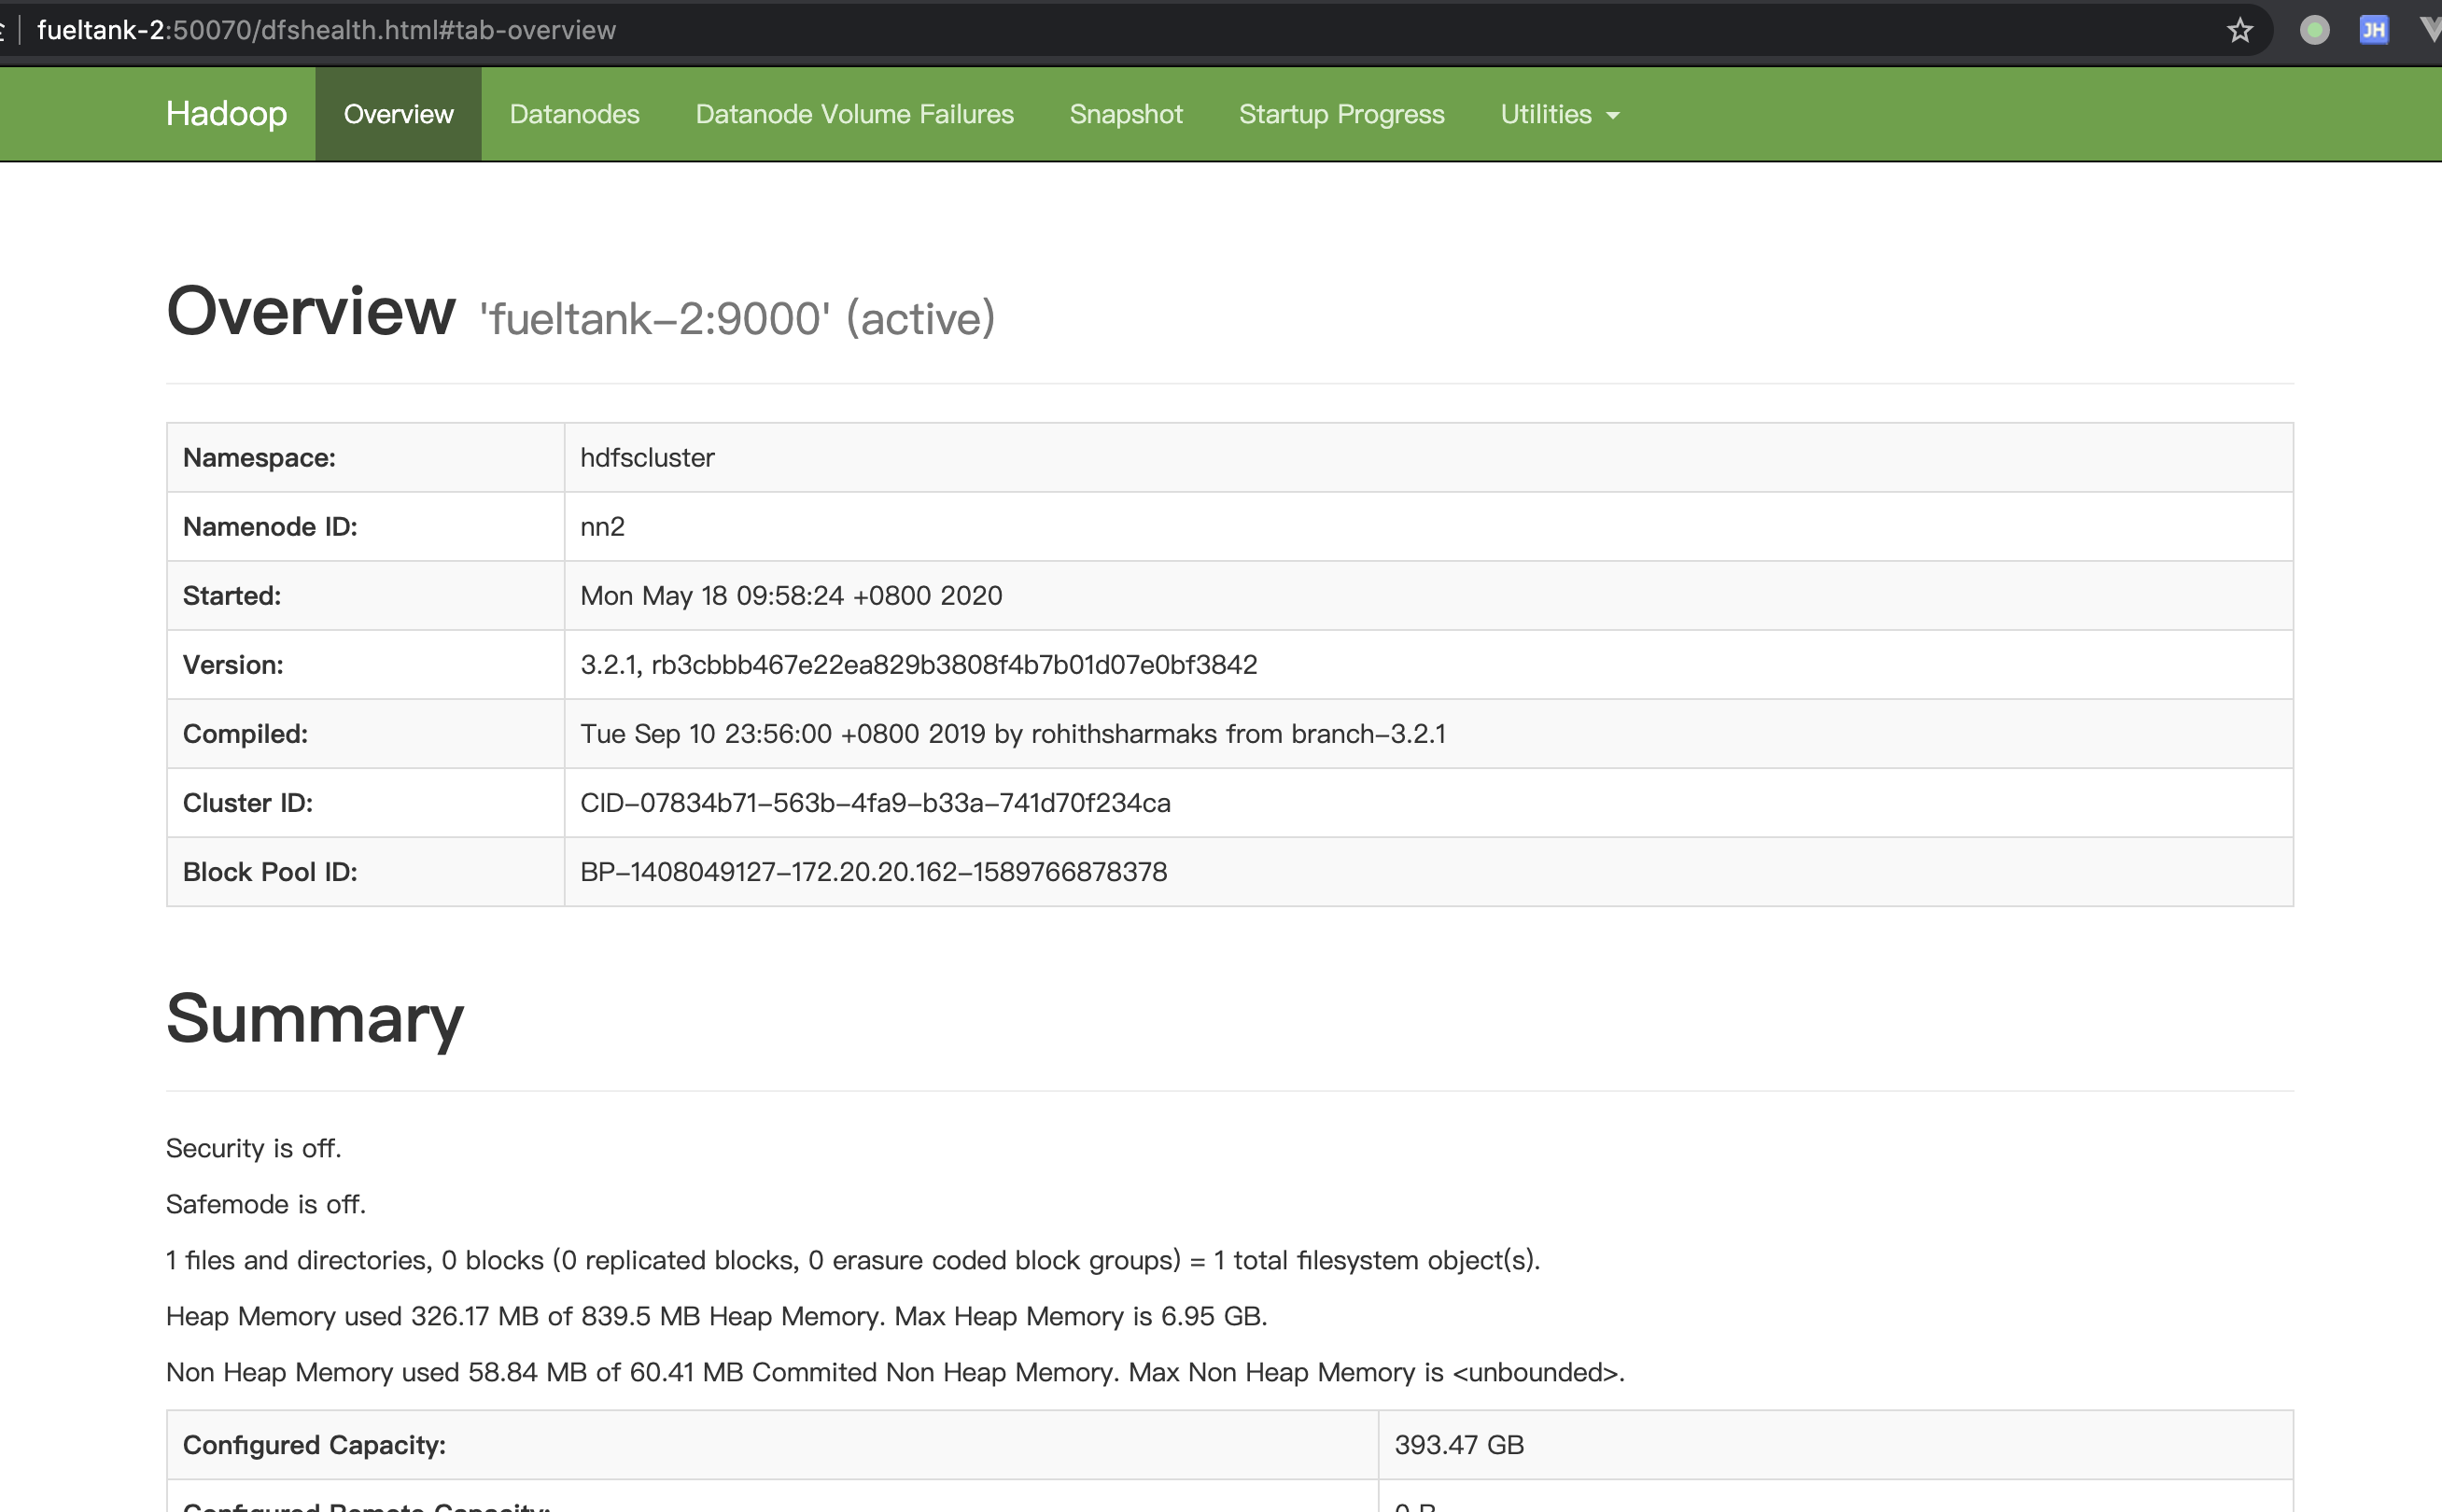 fueltank-2:50070/dfshealth.html#tab-overview
JH
Hadoop Overview Datanodes Datanode Volume Failures Snapshot Startup Progress Utilities
Overview 'fueltank-2:9000' (active)
Namespace: hdfscluster
Namenode ID: nn2
Started: Mon May 18 09:58:24 +0800 2020
Version: 3.2.1, rb3cbbb467e22ea829b3808f4b7b01d07e0bf3842
Compiled: Tue Sep 10 23:56:00 +0800 2019 by rohithsharmaks from branch-3.2.1
Cluster ID: CID-07834b71-563b-4fa9-b33a-741d70f234ca
Block Pool ID: BP-1408049127-172.20.20.162-1589766878378
Summary
Security is off.
Safemode is off.
1 files and directories, 0 blocks (0 replicated blocks, 0 erasure coded block groups) = 1 total filesystem object(s).
Heap Memory used 326.17 MB of 839.5 MB Heap Memory. Max Heap Memory is 6.95 GB.
Non Heap Memory used 58.84 MB of 60.41 MB Commited Non Heap Memory. Max Non Heap Memory is <unbounded>.
Configured Capacity: 393.47 GB
Configured Remote Capacity: 0 B